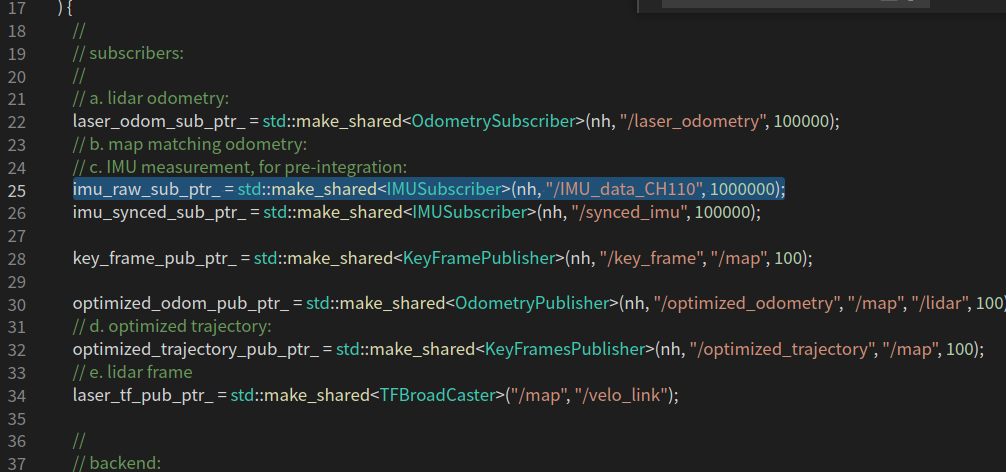 17 ) {
18 //
19 // subscribers:
20 //
21 // a. lidar odometry:
22 laser_odom_sub_ptr_ = std::make_shared<OdometrySubscriber>(nh, "/laser_odometry", 100000);
23 // b. map matching odometry:
24 // c. IMU measurement, for pre-integration:
25 imu_raw_sub_ptr_ = std::make_shared<IMUSubscriber>(nh, "/IMU_data_CH110", 1000000);
26 imu_synced_sub_ptr_ = std::make_shared<IMUSubscriber>(nh, "/synced_imu", 100000);
27
28 key_frame_pub_ptr_ = std::make_shared<KeyFramePublisher>(nh, "/key_frame", "/map", 100);
29
30 optimized_odom_pub_ptr_ = std::make_shared<OdometryPublisher>(nh, "/optimized_odometry", "/map", "/lidar", 100)
31 // d. optimized trajectory:
32 optimized_trajectory_pub_ptr_ = std::make_shared<KeyFramesPublisher>(nh, "/optimized_trajectory", "/map", 100);
33 // e. lidar frame
34 laser_tf_pub_ptr_ = std::make_shared<TFBroadCaster>("/map", "/velo_link");
35
36 //
37 // backend: